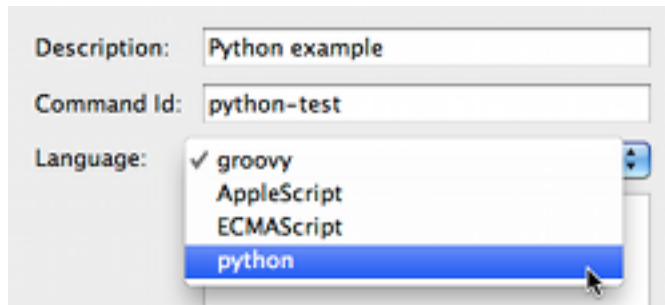 Description: Python example
Command Id: python-test
Language: ✓ groovy
AppleScript
ECMAScript
python